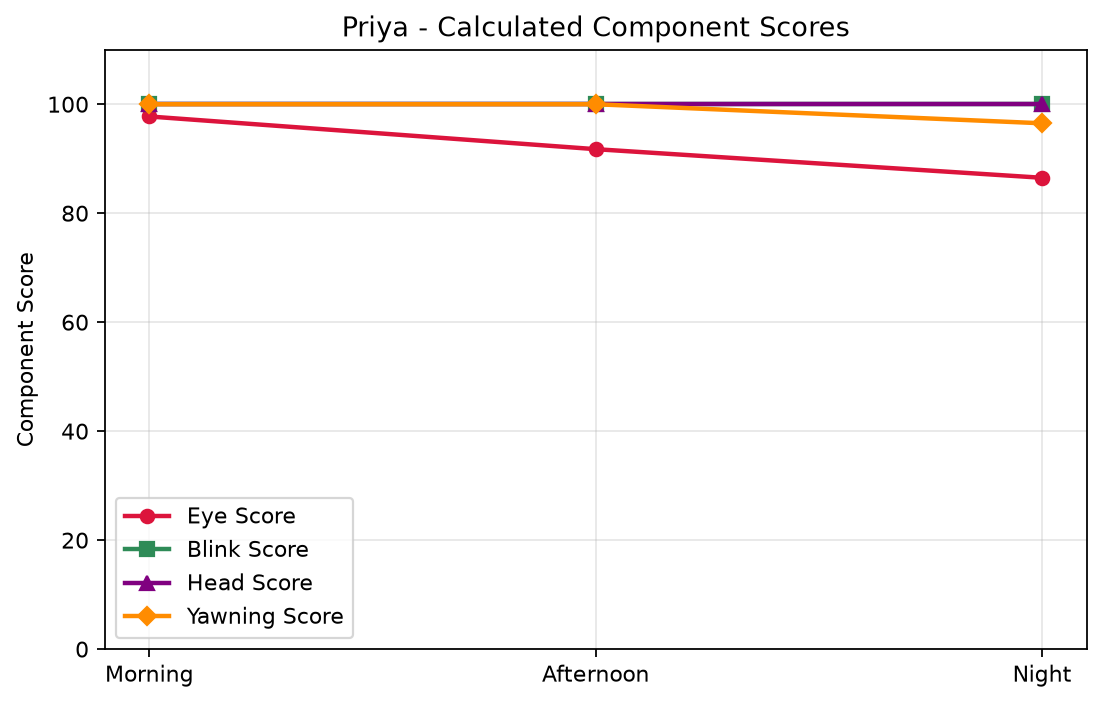 Priya - Calculated Component Scores
Component Score
100
80
60
40
20
0
Eye Score
Blink Score
Head Score
Yawning Score
Morning Afternoon Night